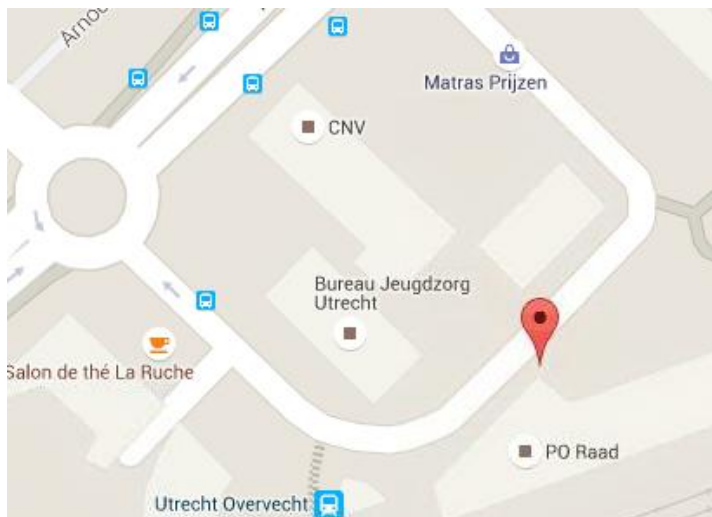 Matras Prijzen
CNV
Bureau Jeugdzorg
Utrecht
Salon de thé La Ruche
PO Raad
Utrecht Overvecht